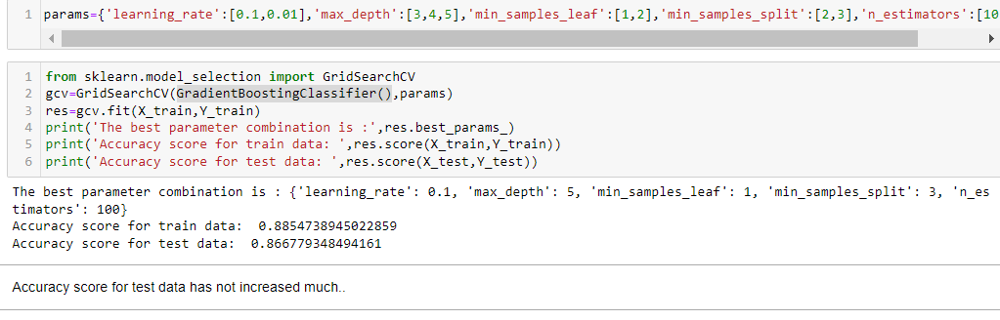 1 params={'learning_rate':[0.1,0.01],'max_depth':[3,4,5],'min_samples_leaf':[1,2],'min_samples_split':[2,3],'n_estimators':[10
1 from sklearn.model_selection import GridSearchCV
2 gcv=GridSearchCV(GradientBoostingClassifier(),params)
3 res=gcv.fit(X_train,Y_train)
4 print('The best parameter combination is :',res.best_params_)
5 print('Accuracy score for train data: ',res.score(X_train,Y_train))
6 print('Accuracy score for test data: ',res.score(X_test,Y_test))
The best parameter combination is : {'learning_rate': 0.1, 'max_depth': 5, 'min_samples_leaf': 1, 'min_samples_split': 3, 'n_es
timators': 100}
Accuracy score for train data:  0.8854738945022859
Accuracy score for test data:  0.866779348494161
Accuracy score for test data has not increased much..